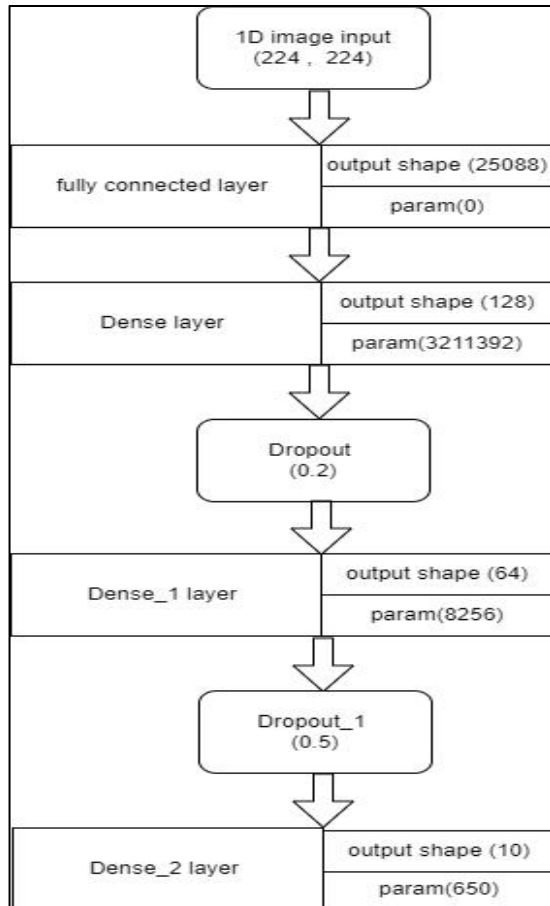 1D image input
(224 , 224)
fully connected layer
output shape (25088)
param(0)
Dense layer
output shape (128)
param(3211392)
Dropout
(0.2)
Dense_1 layer
output shape (64)
param(8256)
Dropout_1
(0.5)
Dense_2 layer
output shape (10)
param(650)